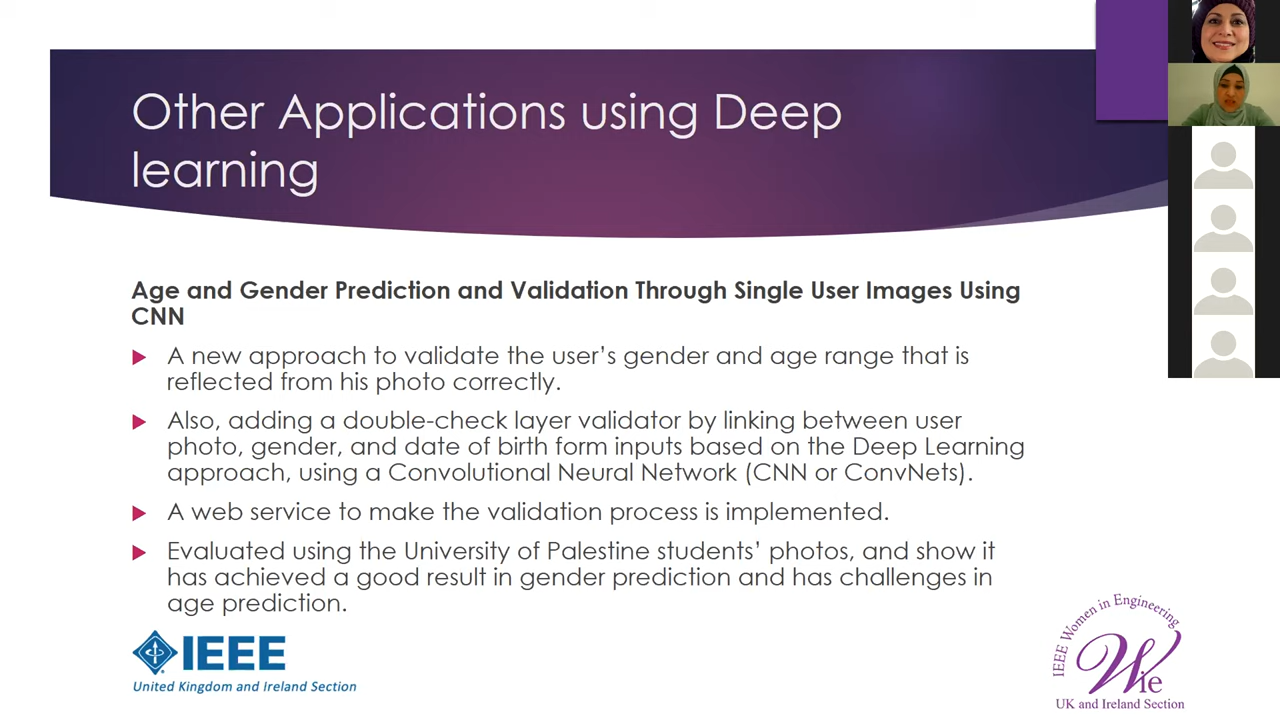 Other Applications using Deep
learning
Age and Gender Prediction and Validation Through Single User Images Using
CNN
A new approach to validate the user's gender and age range that is
reflected from his photo correctly.
Also, adding a double-check layer validator by linking between user
photo, gender, and date of birth form inputs based on the Deep Learning
approach, using a Convolutional Neural Network (CNN or ConvNets).
A web service to make the validation process is implemented.
Evaluated using the University of Palestine students' photos, and show it
has achieved a good result in gender prediction and has challenges in
age prediction.
IEEE
United Kingdom and Ireland Section
IEEE Women in Engineering
Wie
UK and Ireland Section